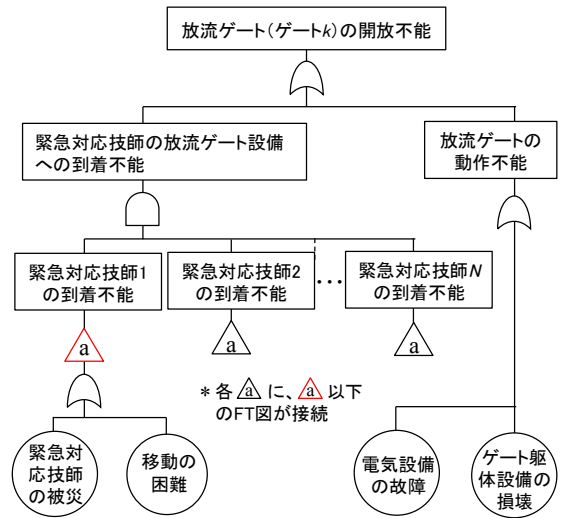 放流ゲート(ゲートk)の開放不能
緊急対応技師の放流ゲート設備
への到着不能
放流ゲートの
動作不能
緊急対応技師1
の到着不能
緊急対応技師2
の到着不能
…
緊急対応技師N
の到着不能
a
a
a
*各 a に、a 以下
のFT図が接続
緊急対
応技師
の被災
移動の
困難
電気設備
の故障
ゲート躯
体設備の
損壊